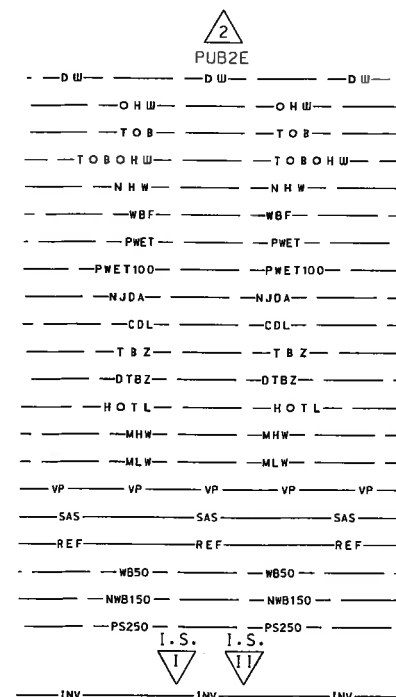 2
PUB2E
DW DW DW
OHW OHW
TOB TOB
TOBOHW TOBOHW
NHW NHW
WBF WBF
PWET PWET
PWET100 PWET100
NJDA NJDA
CDL CDL
TBZ TBZ
DTBZ DTBZ
HOTL HOTL
MHW MHW
MLW MLW
VP VP VP VP VP
SAS SAS SAS
REF REF REF
WB50 WB50
NWB150 NWB150
PS250 PS250
I.S. I.S.
I II
INV INV INV